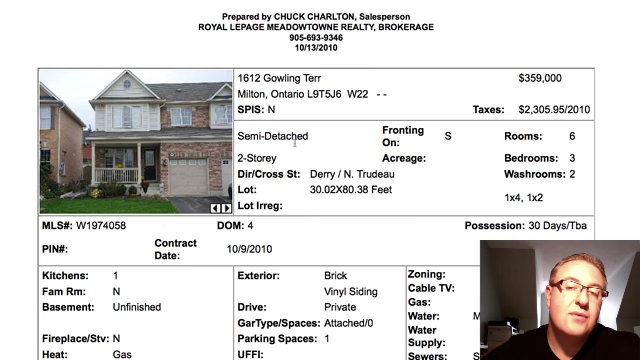 Prepared by CHUCK CHARLTON, Salesperson
ROYAL LEPAGE MEADOWTOWNE REALTY, BROKERAGE
905-693-9346
10/13/2010
1612 Gowling Terr $359,000
Milton, Ontario L9T5J6 W22 - -
SPIS: N Taxes: $2,305.95/2010
Semi-Detached Fronting On: S Rooms: 6
2-Storey Acreage: Bedrooms: 3
Dir/Cross St: Derry / N. Trudeau Washrooms: 2
Lot: 30.02X80.38 Feet 1x4, 1x2
Lot Irreg:
MLS#: W1974058 DOM: 4 Possession: 30 Days/Tba
PIN#: Contract Date: 10/9/2010
Kitchens: 1 Exterior: Brick Zoning:
Fam Rm: N Vinyl Siding Cable TV:
Basement: Unfinished Drive: Private Gas:
GarType/Spaces: Attached/0 Water: M
Fireplace/Stv: N Parking Spaces: 1 Water Supply:
Heat: Gas UFFI: Sewers: S